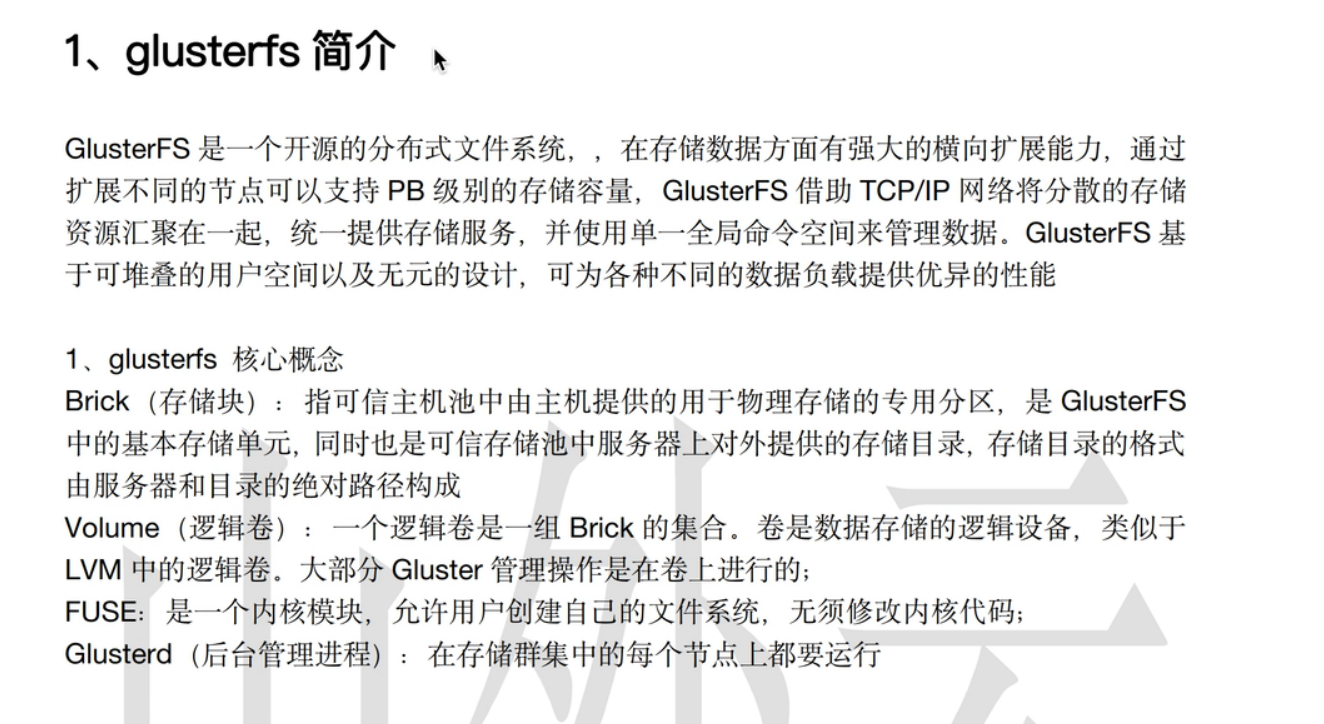 1、glusterfs 简介
GlusterFS 是一个开源的分布式文件系统，，在存储数据方面有强大的横向扩展能力，通过
扩展不同的节点可以支持 PB 级别的存储容量，GlusterFS 借助 TCP/IP 网络将分散的存储
资源汇聚在一起，统一提供存储服务，并使用单一全局命令空间来管理数据。GlusterFS 基
于可堆叠的用户空间以及无元的设计，可为各种不同的数据负载提供优异的性能
1、glusterfs 核心概念
Brick（存储块）：指可信主机池中由主机提供的用于物理存储的专用分区，是 GlusterFS
中的基本存储单元，同时也是可信存储池中服务器上对外提供的存储目录，存储目录的格式
由服务器和目录的绝对路径构成
Volume（逻辑卷）：一个逻辑卷是一组 Brick 的集合。卷是数据存储的逻辑设备，类似于
LVM 中的逻辑卷。大部分 Gluster 管理操作是在卷上进行的；
FUSE：是一个内核模块，允许用户创建自己的文件系统，无须修改内核代码；
Glusterd（后台管理进程）：在存储群集中的每个节点上都要运行